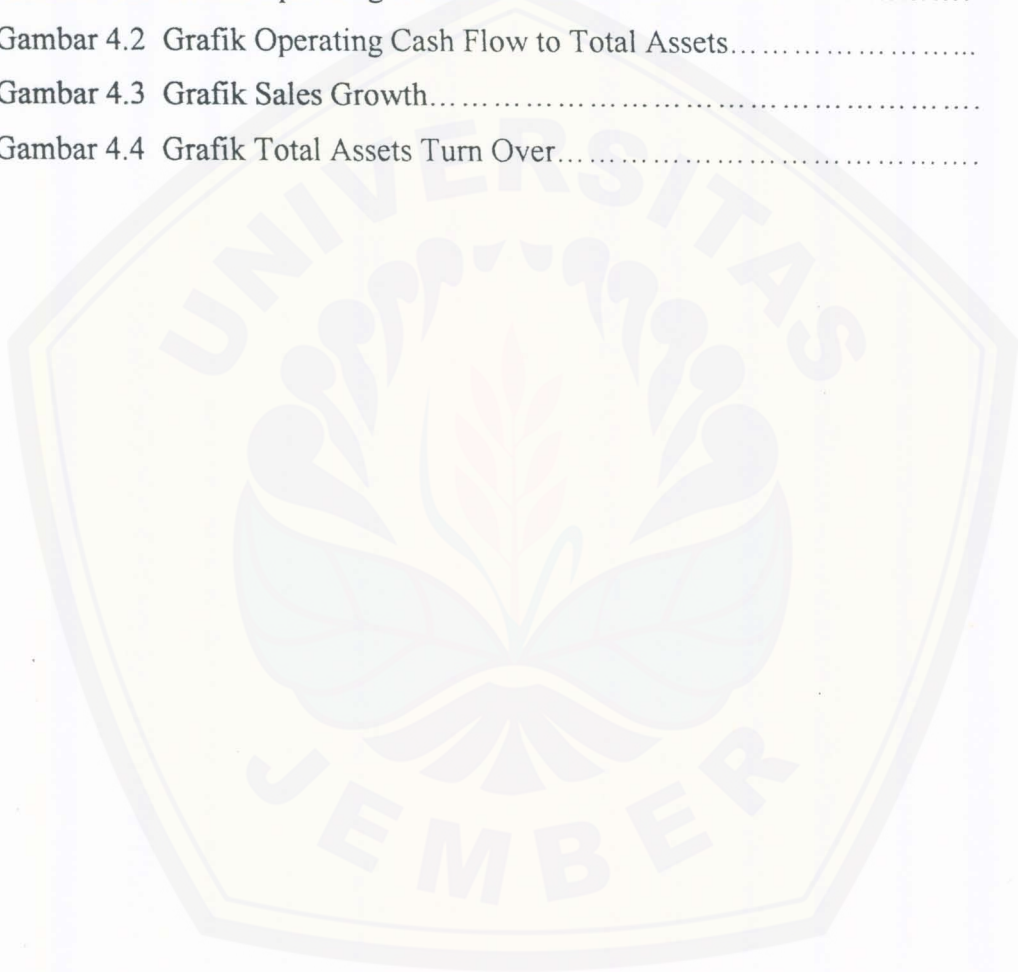 Gambar 4.2 Grafik Operating Cash Flow to Total Assets........................
Gambar 4.3 Grafik Sales Growth...................................................
Gambar 4.4 Grafik Total Assets Turn Over.......................................
UNIVERSITAS
JEMBER